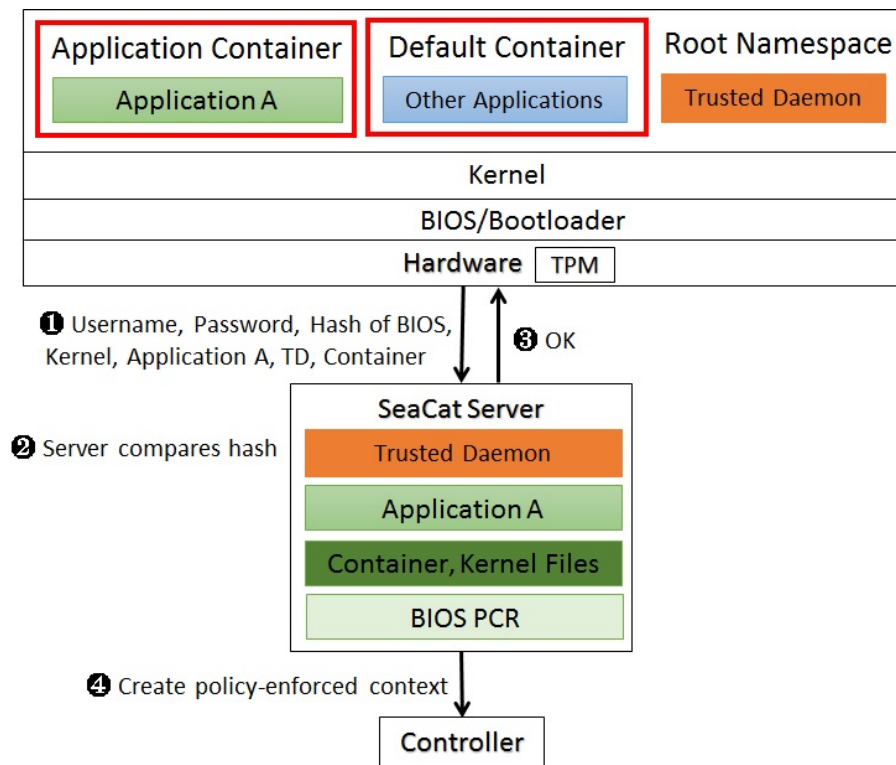 Application Container
Default Container
Root Namespace
Application A
Other Applications
Trusted Daemon
Kernel
BIOS/Bootloader
Hardware
TPM
❶ Username, Password, Hash of BIOS,
Kernel, Application A, TD, Container
❸ OK
SeaCat Server
❷ Server compares hash
Trusted Daemon
Application A
Container, Kernel Files
BIOS PCR
❹ Create policy-enforced context
Controller